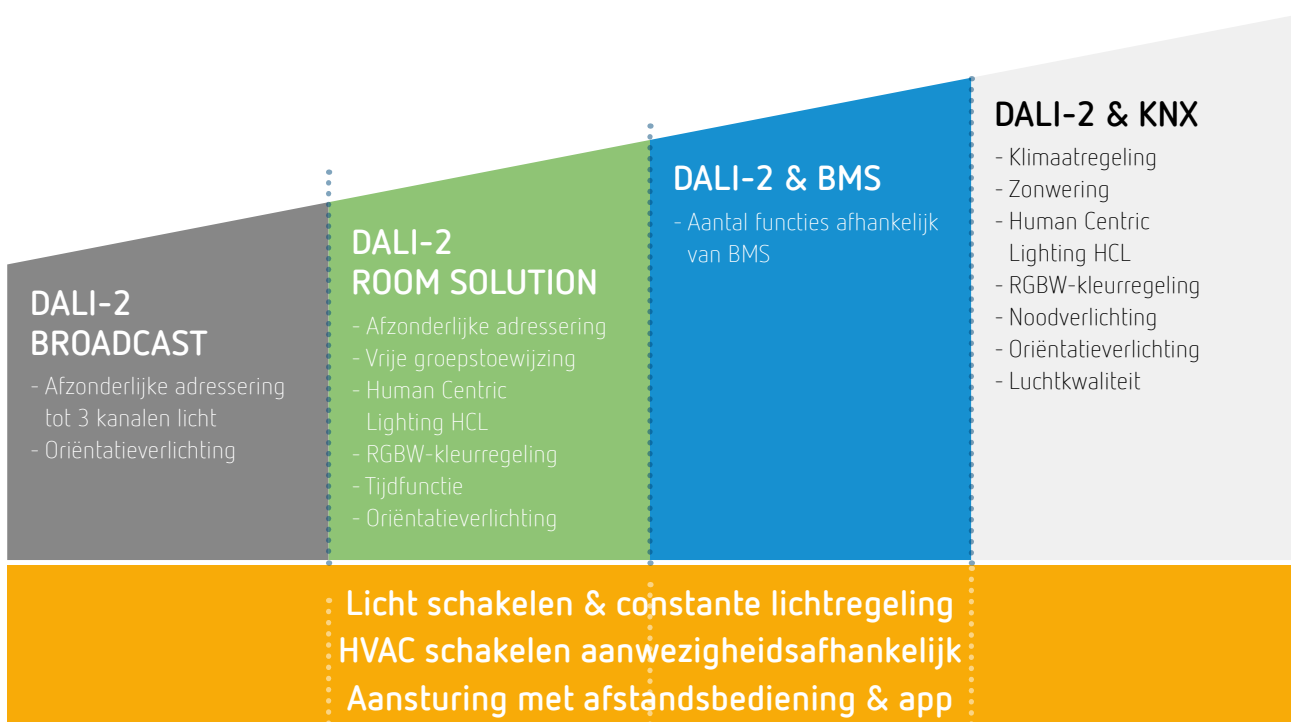 DALI-2
BROADCAST
- Afzonderlijke adressering
tot 3 kanalen licht
- Oriëntatieverlichting
DALI-2
ROOM SOLUTION
- Afzonderlijke adressering
- Vrije groepstoewijzing
- Human Centric
Lighting HCL
- RGBW-kleurregeling
- Tijdfunctie
- Oriëntatieverlichting
DALI-2 & BMS
- Aantal functies afhankelijk
van BMS
DALI-2 & KNX
- Klimaatregeling
- Zonwering
- Human Centric
Lighting HCL
- RGBW-kleurregeling
- Noodverlichting
- Oriëntatieverlichting
- Luchtkwaliteit
Licht schakelen & constante lichtregeling
HVAC schakelen aanwezigheidsafhankelijk
Aansturing met afstandsbediening & app